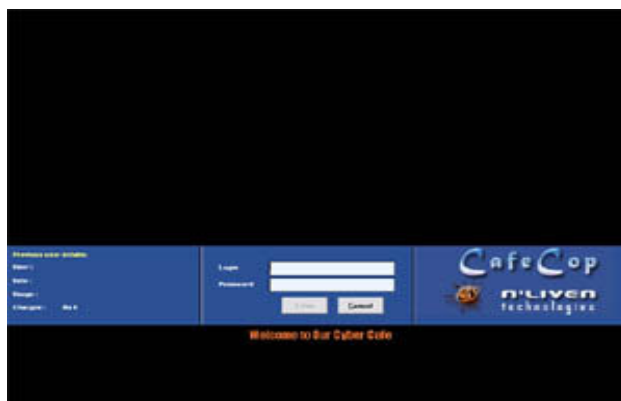 Previous user details:
User :
Date :
Usage :
Charges : Rs 0
Login
Password
Enter
Cancel
CafeCop
n'LIVEN
technologies
Welcome to Our Cyber Cafe